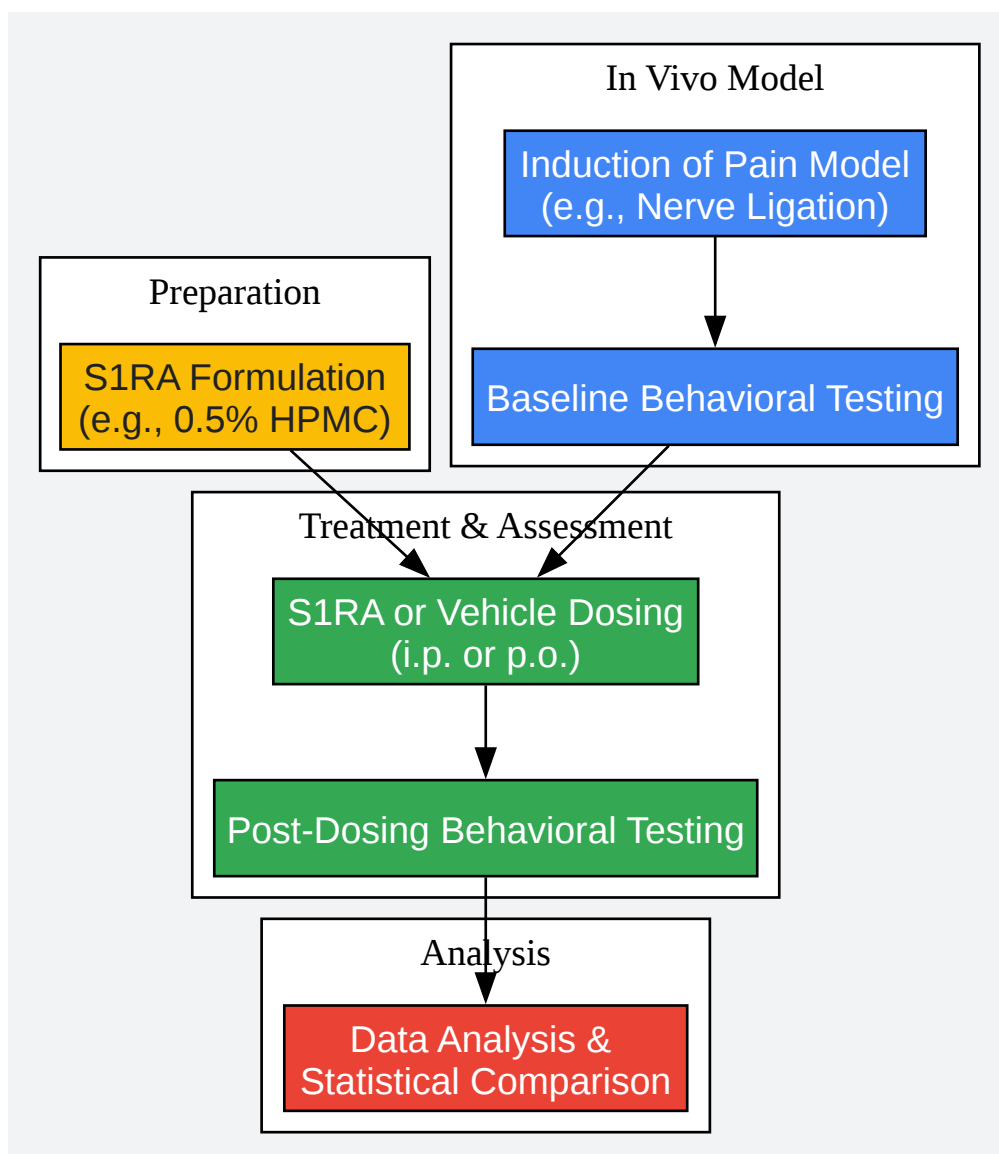 In Vivo Model
Induction of Pain Model
(e.g., Nerve Ligation)
Baseline Behavioral Testing
Preparation
S1RA Formulation
(e.g., 0.5% HPMC)
Treatment & Assessment
S1RA or Vehicle Dosing
(i.p. or p.o.)
Post-Dosing Behavioral Testing
Analysis
Data Analysis &
Statistical Comparison